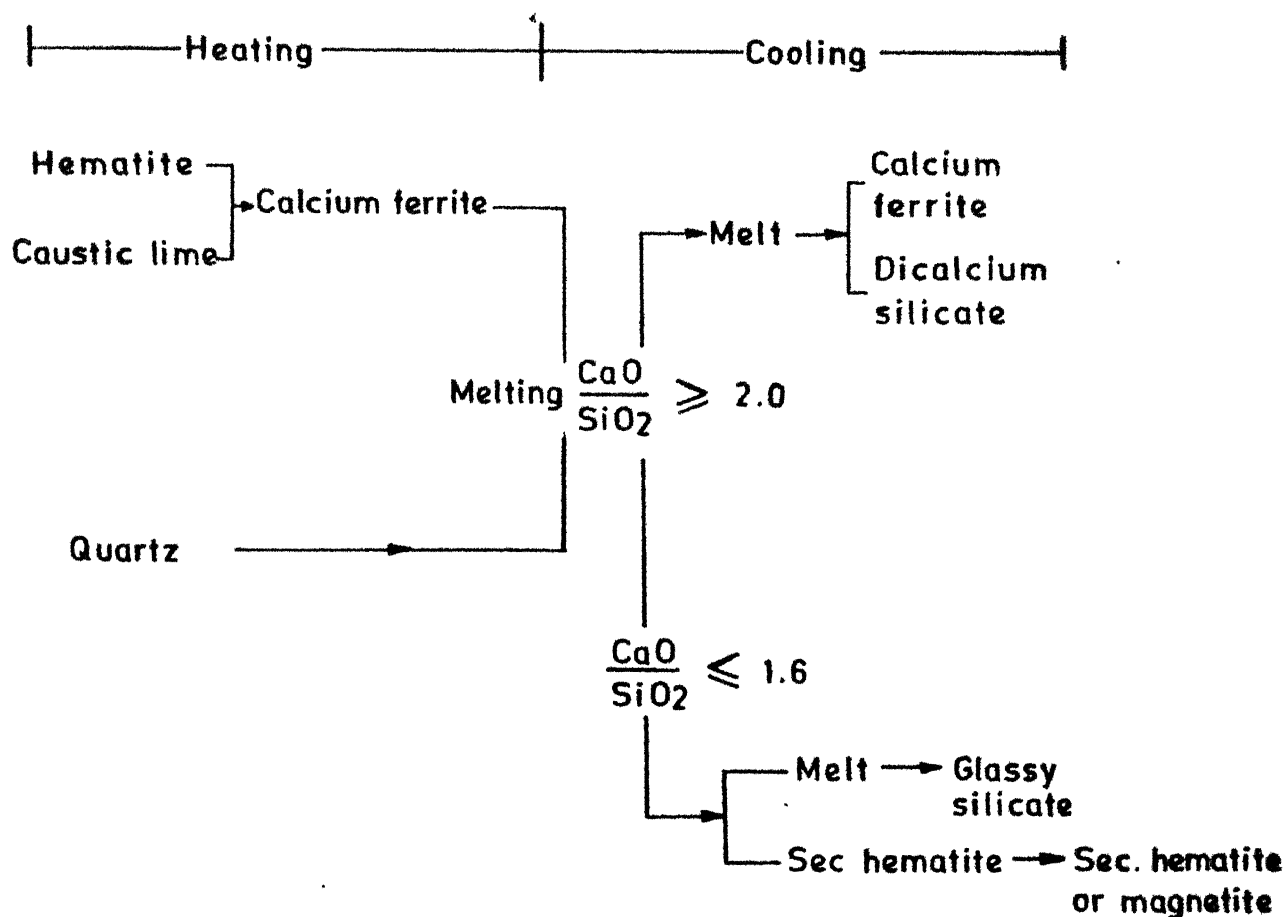 Heating Cooling
Hematite
Calcium ferrite
Caustic lime
Calcium
ferrite
Melt
Dicalcium
silicate
Melting CaO/SiO2 ⩾ 2.0
Quartz
CaO/SiO2 ⩽ 1.6
Melt Glassy
silicate
Sec hematite Sec. hematite
or magnetite